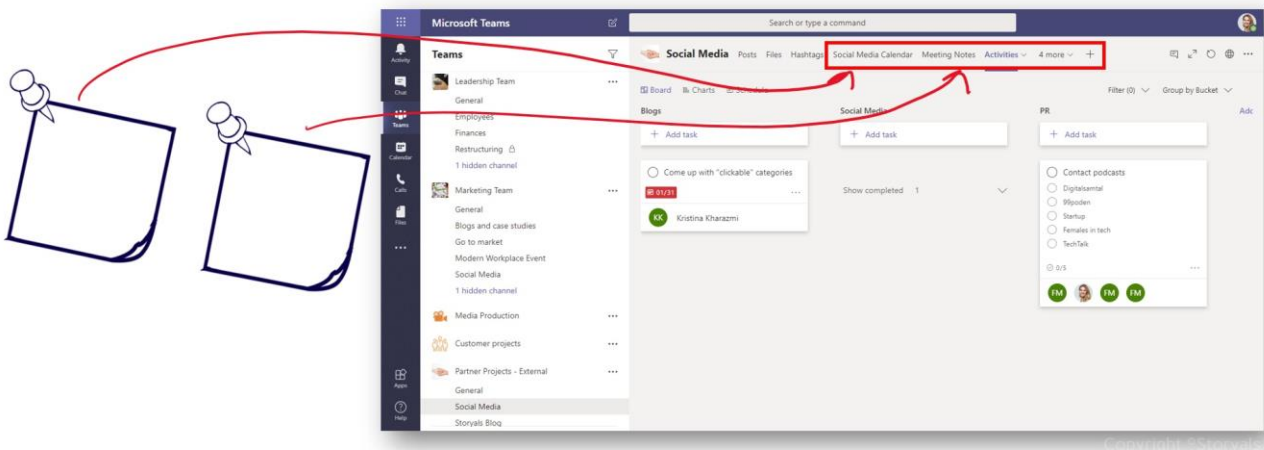 Microsoft Teams
Search or type a command
Activity
Chat
Teams
Calendar
Calls
Files
Apps
Help
Teams
Leadership Team
General
Employees
Finances
Restructuring
1 hidden channel
Marketing Team
General
Blogs and case studies
Go to market
Modern Workplace Event
Social Media
1 hidden channel
Media Production
Customer projects
Partner Projects - External
General
Social Media
Storyals Blog
Social Media Posts Files Hashtags Social Media Calendar Meeting Notes Activities 4 more +
Board Charts Schedule Filter (0) Group by Bucket
Blogs
+ Add task
Come up with "clickable" categories
01/31
KK Kristina Kharazmi
Social Media
+ Add task
Show completed 1
PR
+ Add task
Contact podcasts
Digitalsamtal
99poden
Startup
Females in tech
TechTalk
0/5
FM FM FM
Adc
Copyright ©Storyals